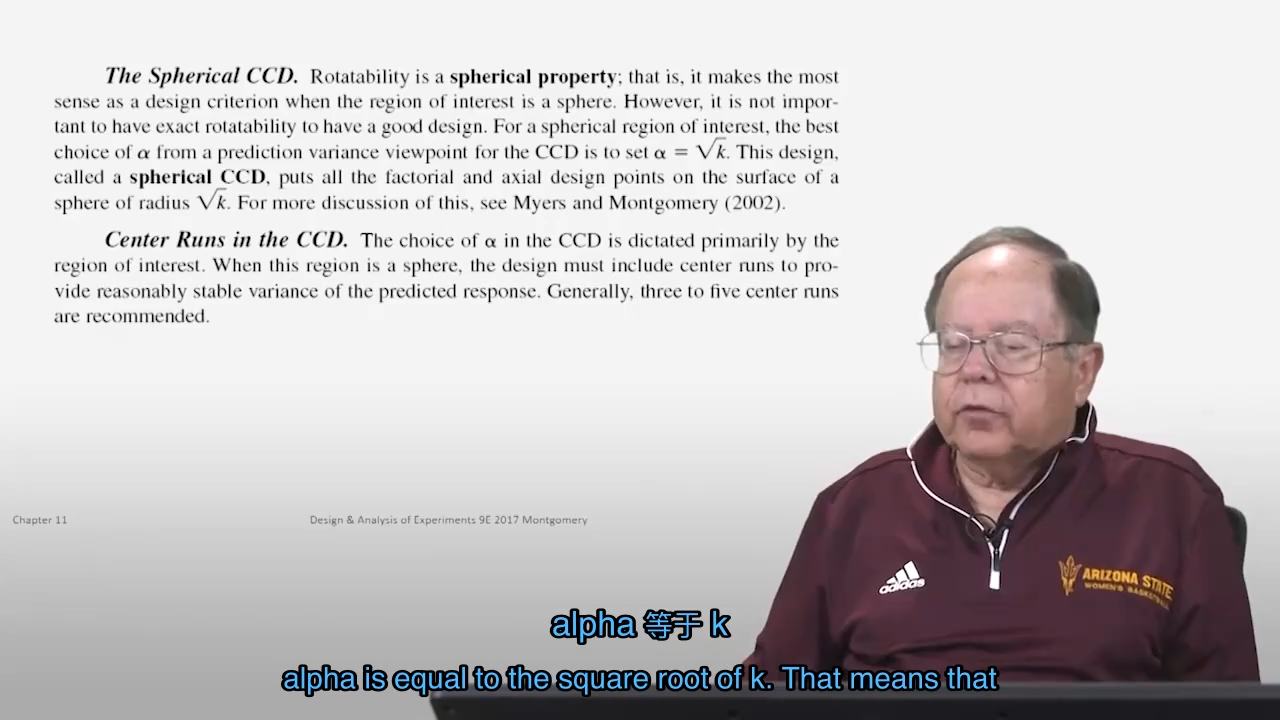 The Spherical CCD. Rotatability is a spherical property; that is, it makes the most
sense as a design criterion when the region of interest is a sphere. However, it is not impor-
tant to have exact rotatability to have a good design. For a spherical region of interest, the best
choice of α from a prediction variance viewpoint for the CCD is to set α = √k. This design,
called a spherical CCD, puts all the factorial and axial design points on the surface of a
sphere of radius √k. For more discussion of this, see Myers and Montgomery (2002).
Center Runs in the CCD. The choice of α in the CCD is dictated primarily by the
region of interest. When this region is a sphere, the design must include center runs to pro-
vide reasonably stable variance of the predicted response. Generally, three to five center runs
are recommended.
Chapter 11
Design & Analysis of Experiments 9E 2017 Montgomery
adidas
ARIZONA STATE
WOMEN'S BASKETBALL
alpha 等于 k
alpha is equal to the square root of k. That means that